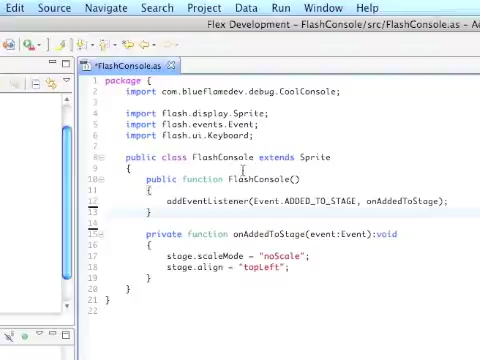 Edit Source Navigate Search Project Data Run Window Help
Flex Development - FlashConsole/src/FlashConsole.as - A
*FlashConsole.as
1 package {
2 import com.blueflamedev.debug.CoolConsole;
3
4 import flash.display.Sprite;
5 import flash.events.Event;
6 import flash.ui.Keyboard;
7
8 public class FlashConsole extends Sprite
9 {
10 public function FlashConsole()
11 {
12 addEventListener(Event.ADDED_TO_STAGE, onAddedToStage);
13 }
14
15 private function onAddedToStage(event:Event):void
16 {
17 stage.scaleMode = "noScale";
18 stage.align = "topLeft";
19 }
20 }
21 }
22